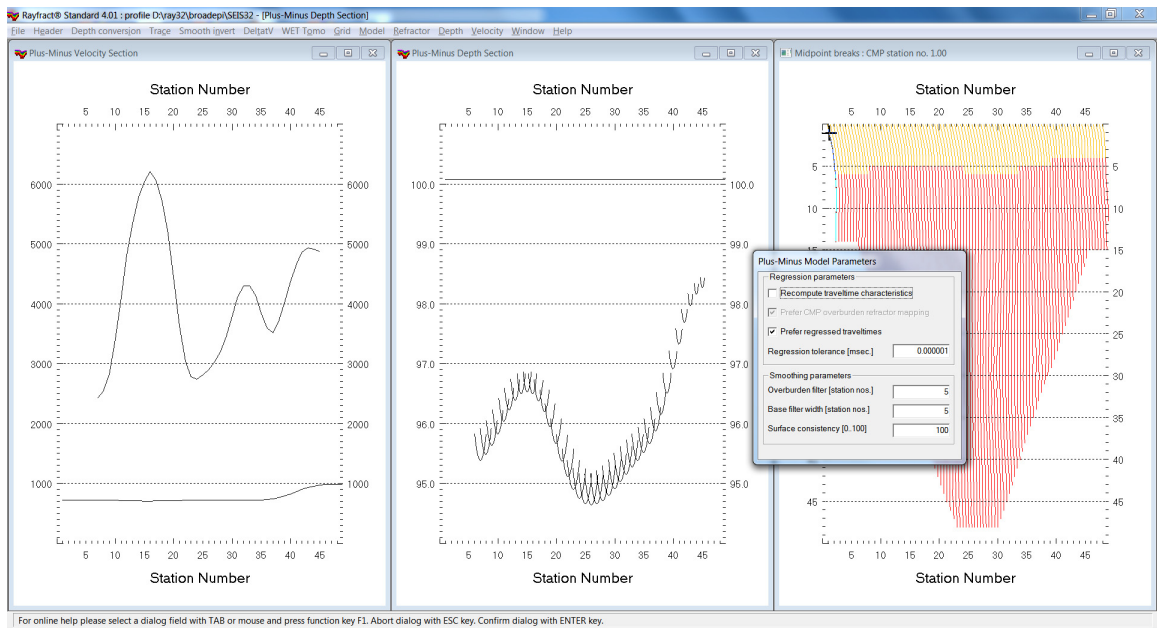 Rayfract® Standard 4.01 : profile D:\ray32\broadepi\SEIS32 - [Plus-Minus Depth Section]
File Header Depth conversion Trace Smooth invert DeltatV WET Tomo Grid Model Refractor Depth Velocity Window Help
Plus-Minus Velocity Section
Station Number
5 10 15 20 25 30 35 40 45
6000 6000
5000 5000
4000 4000
3000 3000
2000 2000
1000 1000
5 10 15 20 25 30 35 40 45
Station Number
Plus-Minus Depth Section
Station Number
5 10 15 20 25 30 35 40 45
100.0 100.0
99.0 99.0
98.0 98.0
97.0 97.0
96.0 96.0
95.0 95.0
5 10 15 20 25 30 35 40 45
Station Number
Midpoint breaks : CMP station no. 1.00
Station Number
5 10 15 20 25 30 35 40 45
5 5
10 10
15 15
20
25
30
35
40
45 45
5 10 15 20 25 30 35 40 45
Station Number
Plus-Minus Model Parameters
Regression parameters
Recompute traveltime characteristics
Prefer CMP overburden refractor mapping
Prefer regressed traveltimes
Regression tolerance [msec.] 0.000001
Smoothing parameters
Overburden filter [station nos.] 5
Base filter width [station nos.] 5
Surface consistency [0..100] 100
For online help please select a dialog field with TAB or mouse and press function key F1. Abort dialog with ESC key. Confirm dialog with ENTER key.